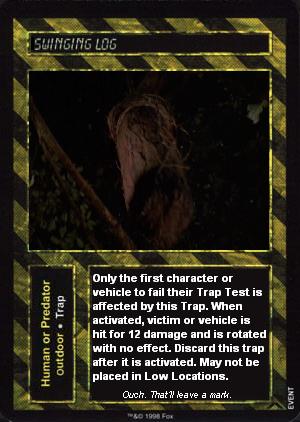 SWINGING LOG
Human or Predator
outdoor • Trap
Only the first character or
vehicle to fail their Trap Test is
affected by this Trap. When
activated, victim or vehicle is
hit for 12 damage and is rotated
with no effect. Discard this trap
after it is activated. May not be
placed in Low Locations.
Ouch. That'll leave a mark.
EVENT
™&© 1998 Fox